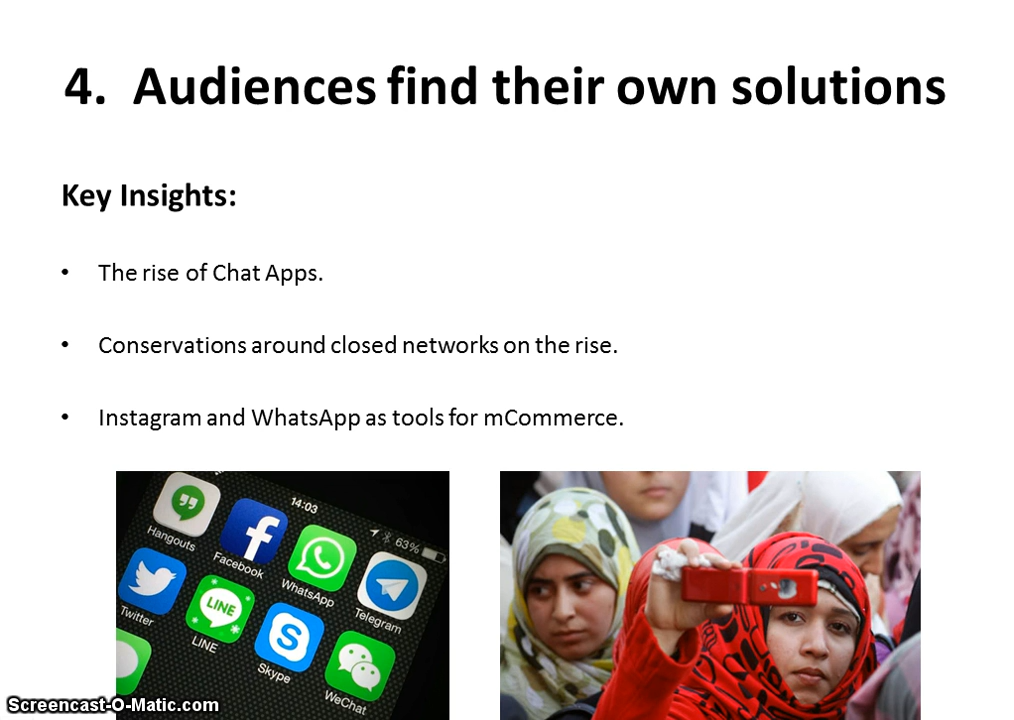 4. Audiences find their own solutions
Key Insights:
• The rise of Chat Apps.
• Conservations around closed networks on the rise.
• Instagram and WhatsApp as tools for mCommerce.
14:03
63%
Hangouts
Facebook
WhatsApp
Telegram
Twitter
LINE
LINE
Skype
WeChat
Screencast-O-Matic.com